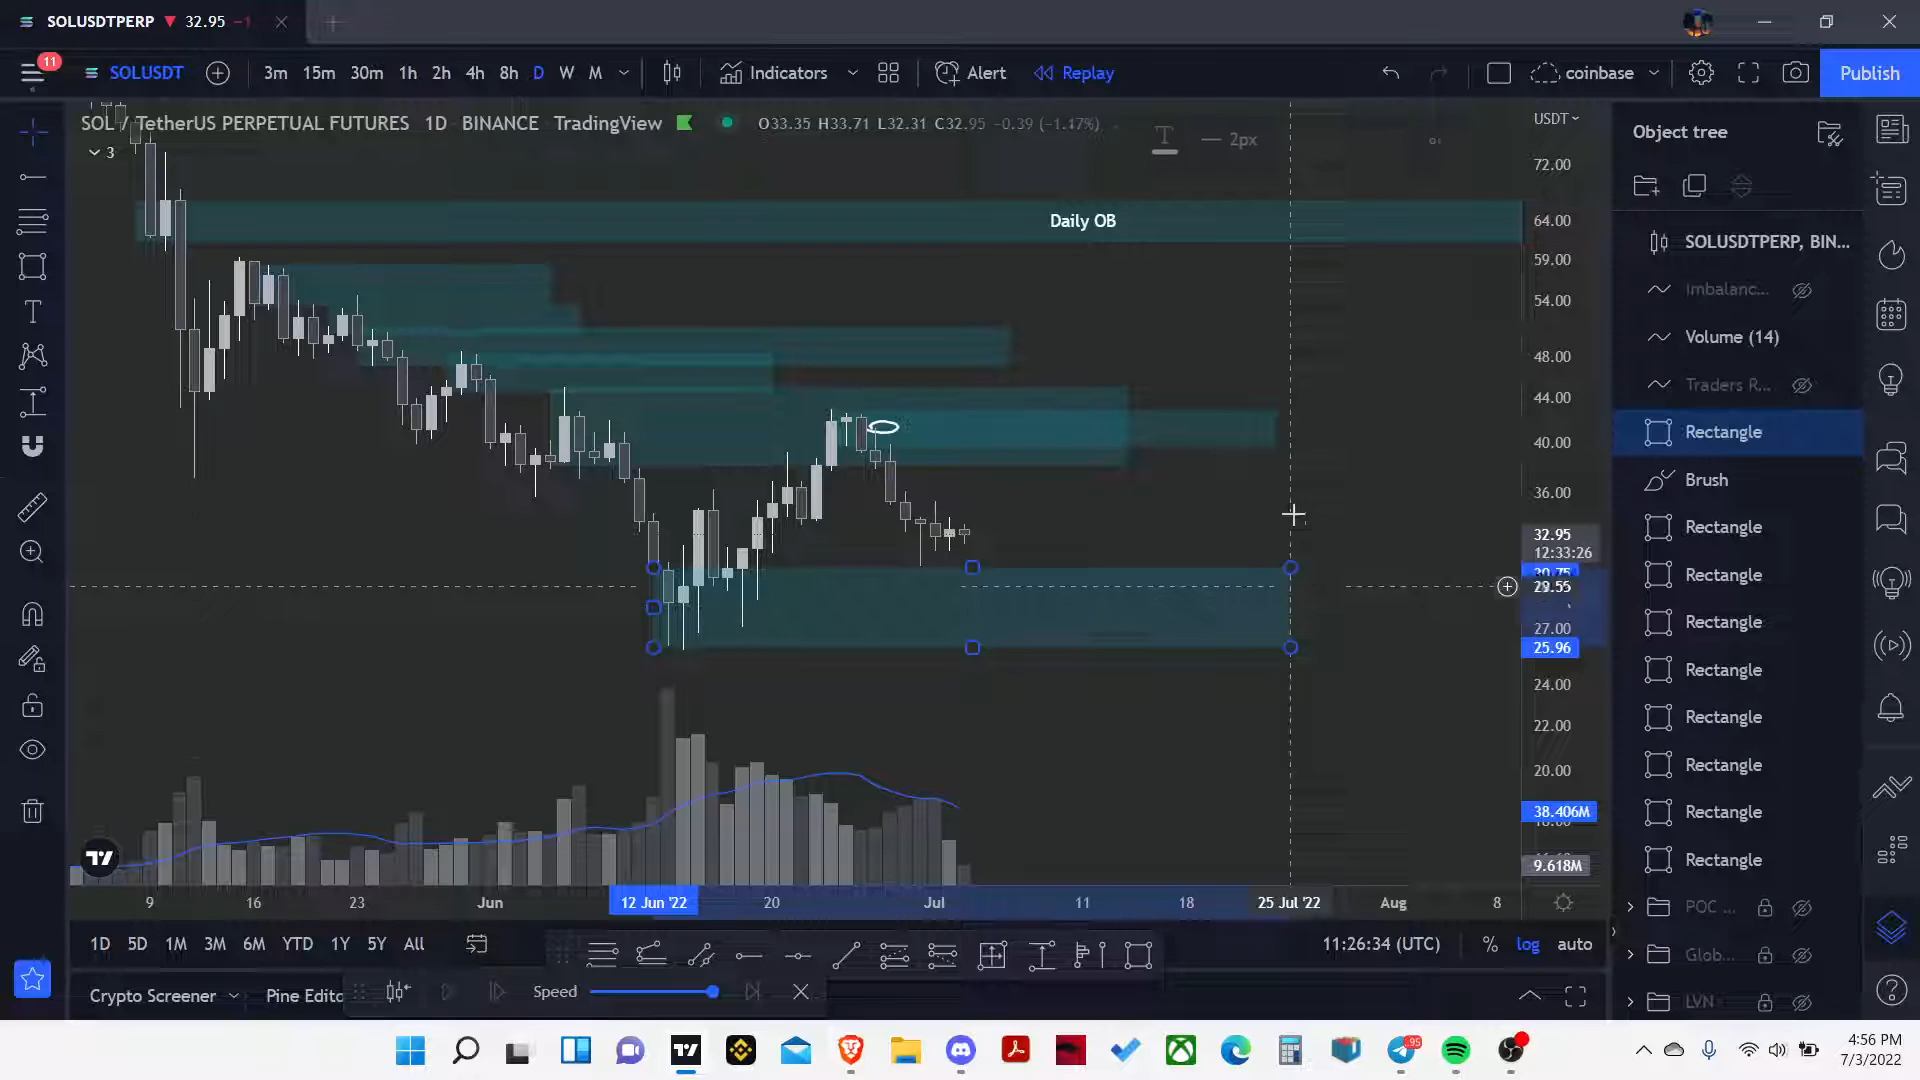 SOLUSDTPERP ▼ 32.95 −1
11
SOLUSDT 3m 15m 30m 1h 2h 4h 8h D W M Indicators Alert Replay coinbase Publish
SOL / TetherUS PERPETUAL FUTURES 1D BINANCE TradingView O33.35 H33.71 L32.31 C32.95 −0.39 (−1.17%)
3
T 2px
USDT
72.00
Daily OB
64.00
59.00
54.00
48.00
44.00
40.00
36.00
32.95
12:33:26
30.75
27.00
25.96
24.00
22.00
20.00
38.406M
9.618M
9 16 23 Jun 12 Jun '22 20 Jul 11 18 25 Jul '22 Aug 8
1D 5D 1M 3M 6M YTD 1Y 5Y All 11:26:34 (UTC) % log auto
Crypto Screener Pine Edito Speed
Object tree
SOLUSDTPERP, BIN...
Imbalanc...
Volume (14)
Traders R...
Rectangle
Brush
Rectangle
Rectangle
Rectangle
Rectangle
Rectangle
Rectangle
Rectangle
Rectangle
POC ...
Glob...
LVN
95
4:56 PM
7/3/2022